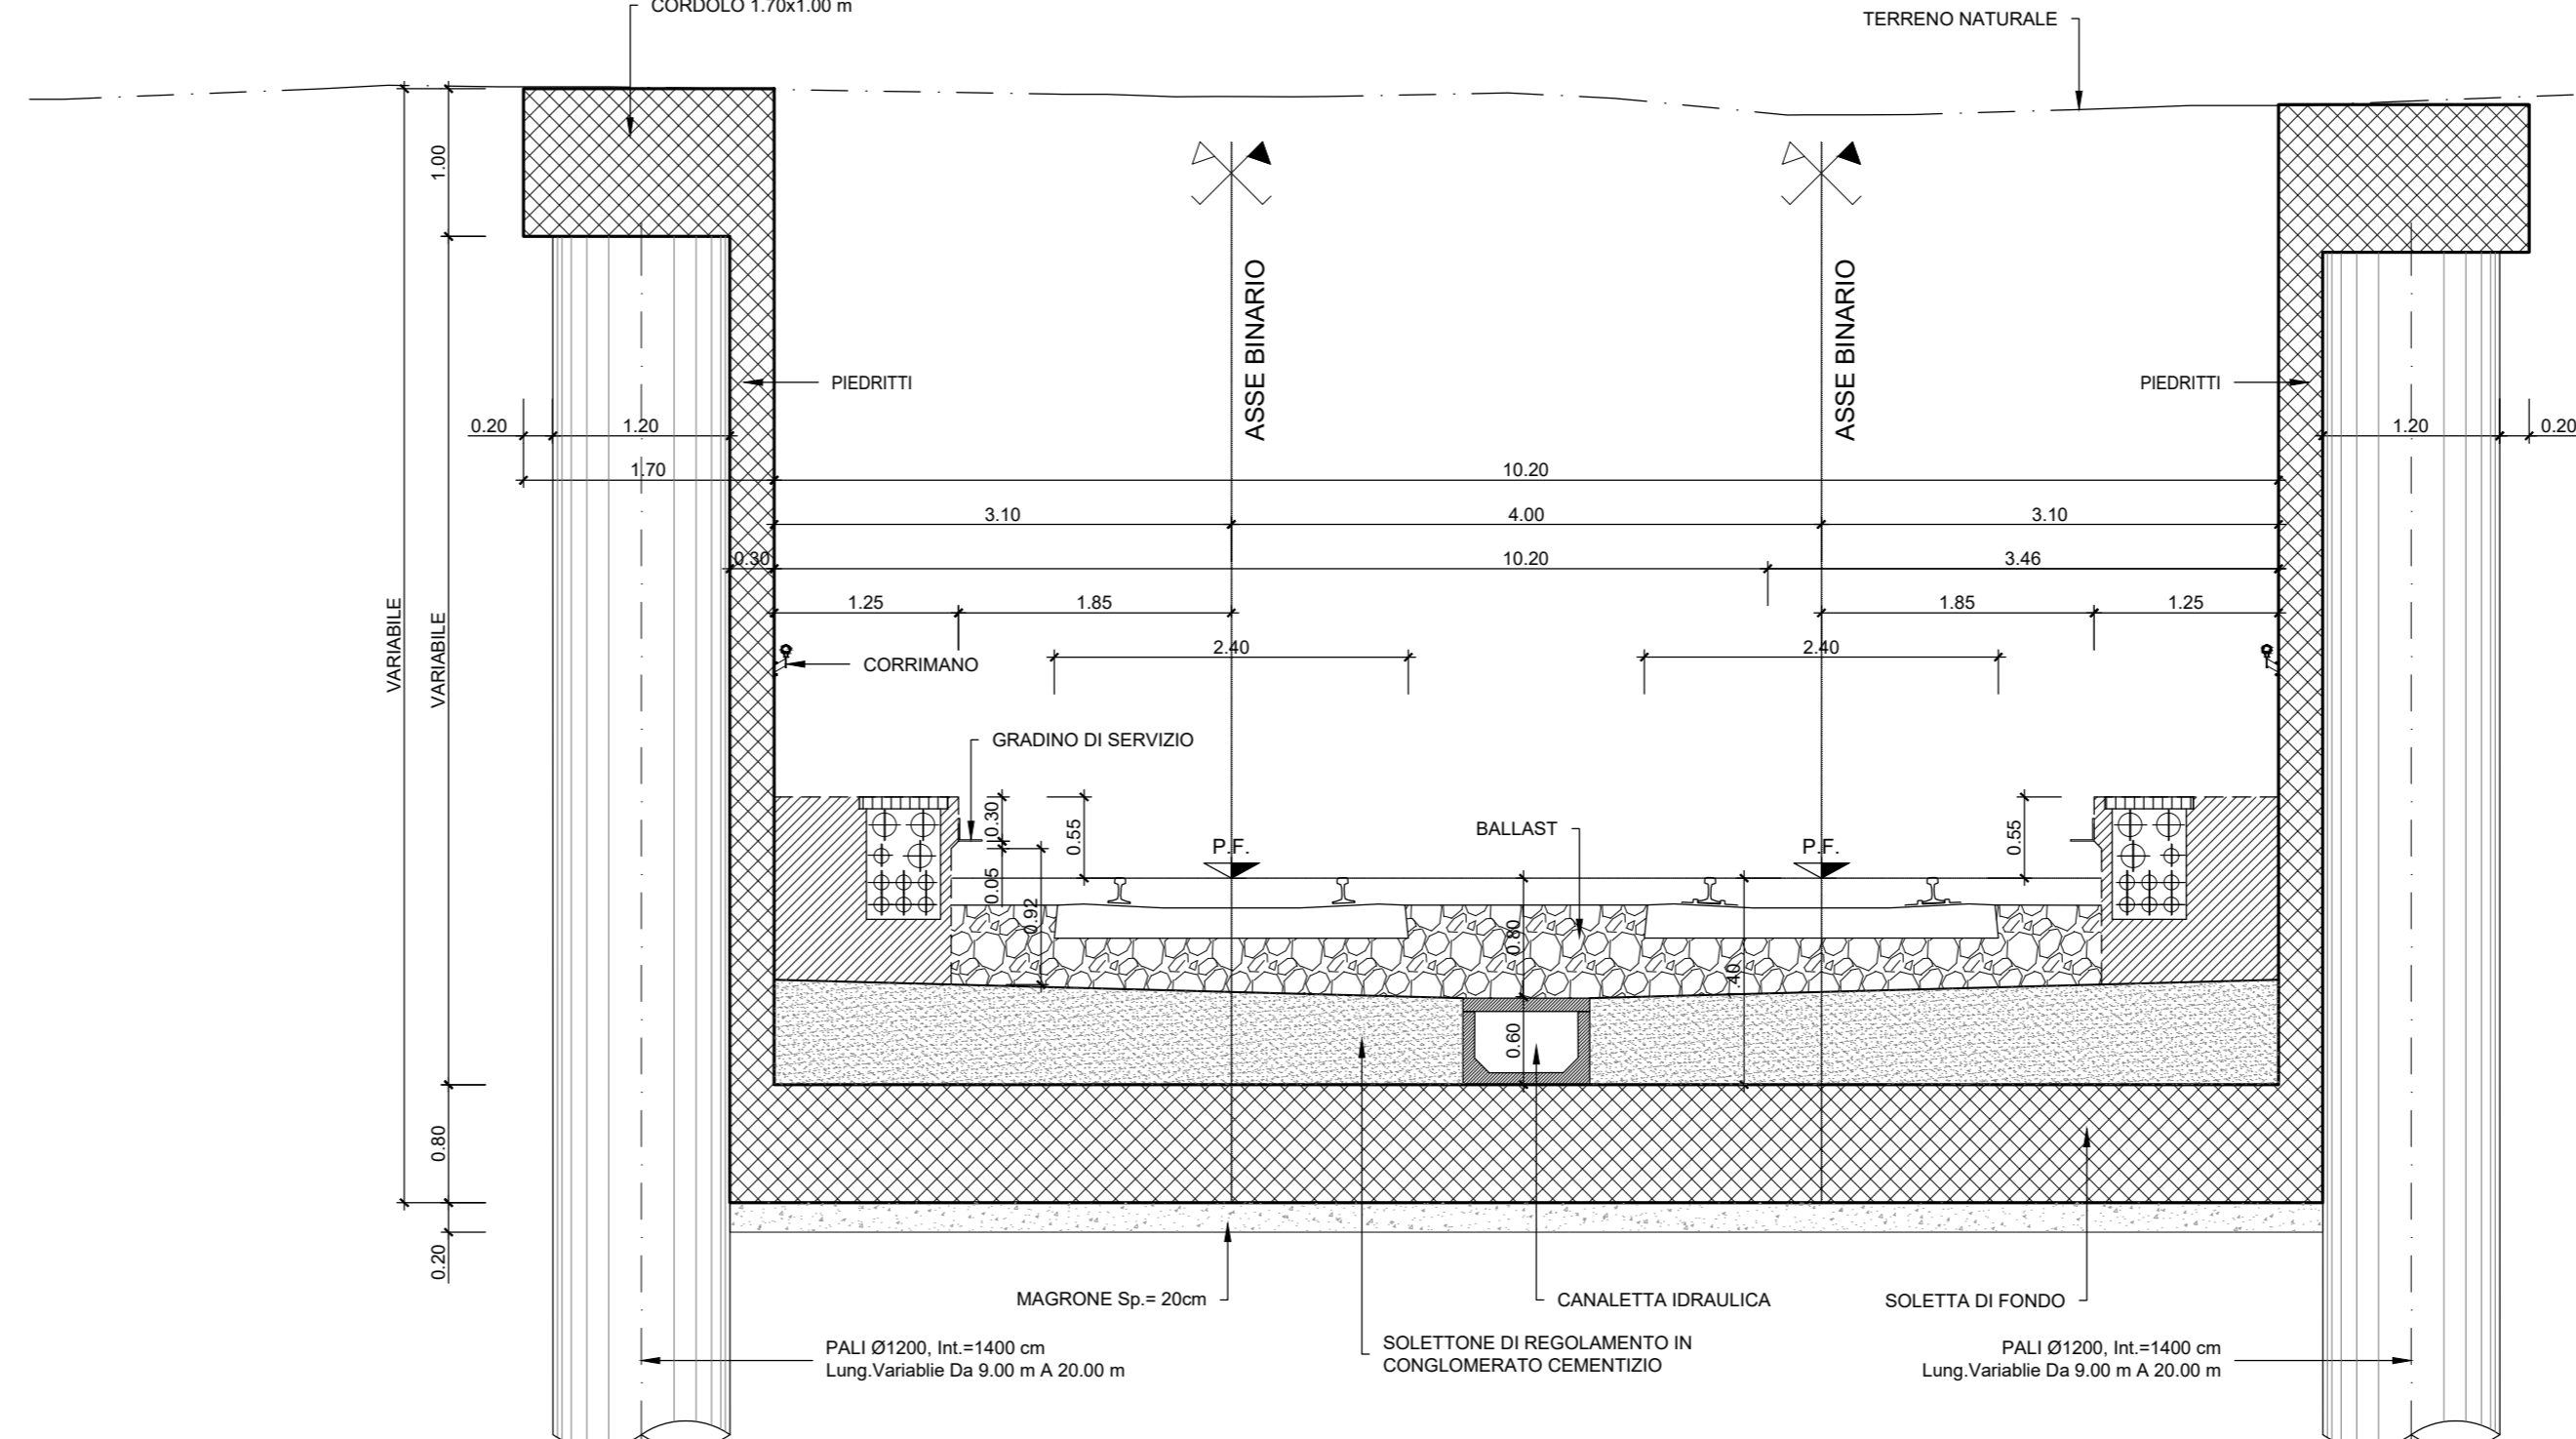 CORDOLO 1.70x1.00 m
TERRENO NATURALE
1.00
ASSE BINARIO
ASSE BINARIO
PIEDRITTI
PIEDRITTI
0.20
1.20
1.20
0.20
1.70
10.20
3.10
4.00
3.10
0.30
10.20
3.46
1.25
1.85
1.85
1.25
VARIABILE
VARIABILE
2.40
2.40
CORRIMANO
GRADINO DI SERVIZIO
0.30
0.55
BALLAST
0.55
P.F.
P.F.
0.05
0.92
0.80
.40
0.60
0.80
0.20
MAGRONE Sp.= 20cm
CANALETTA IDRAULICA
SOLETTA DI FONDO
SOLETTONE DI REGOLAMENTO IN
CONGLOMERATO CEMENTIZIO
PALI Ø1200, Int.=1400 cm
Lung.Variablie Da 9.00 m A 20.00 m
PALI Ø1200, Int.=1400 cm
Lung.Variablie Da 9.00 m A 20.00 m